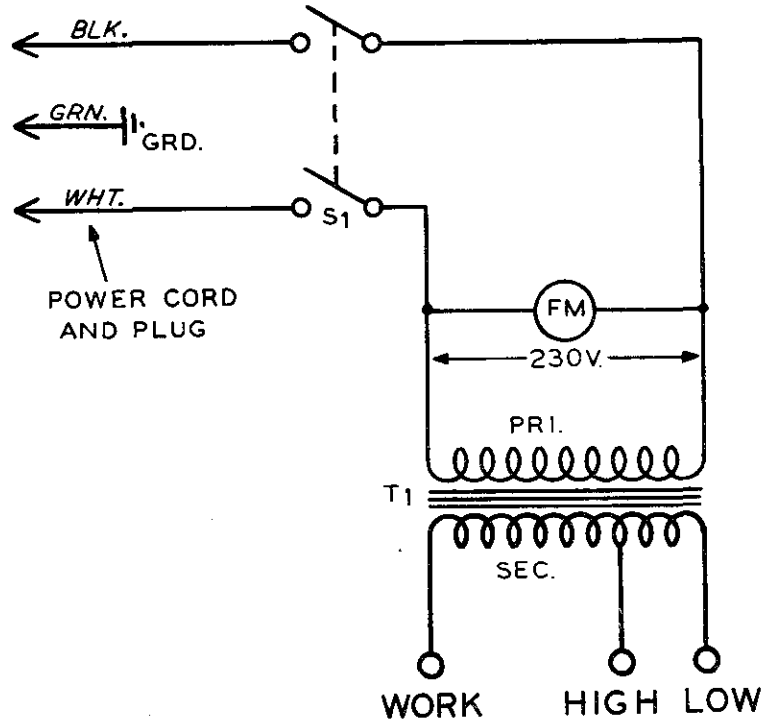 BLK.
GRN.
GRD.
WHT.
S1
POWER CORD
AND PLUG
FM
230V.
PRI.
T1
SEC.
WORK
HIGH
LOW